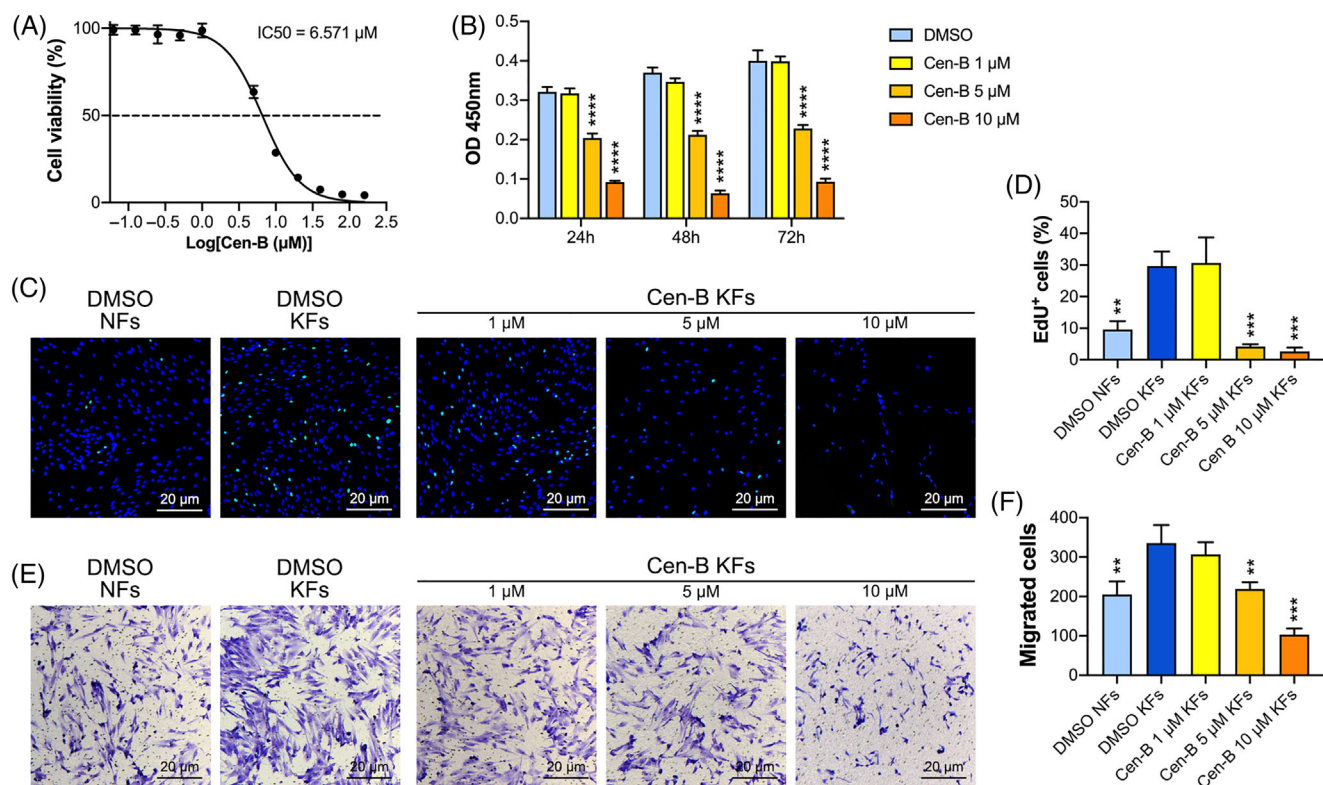 (A)
Cell viability (%)
100
50
0
IC50 = 6.571 µM
–1.0 –0.5 0.0 0.5 1.0 1.5 2.0 2.5
Log[Cen-B (µM)]
(B)
OD 450nm
0.4
0.3
0.2
0.1
0.0
**** **** **** **** **** ****
24h 48h 72h
DMSO
Cen-B 1 µM
Cen-B 5 µM
Cen-B 10 µM
(C)
DMSO
NFs
DMSO
KFs
Cen-B KFs
1 µM 5 µM 10 µM
20 µm 20 µm 20 µm 20 µm 20 µm
(D)
EdU+ cells (%)
50
40
30
20
10
0
** *** ***
DMSO NFs
DMSO KFs
Cen-B 1 µM KFs
Cen-B 5 µM KFs
Cen B 10 µM KFs
(E)
DMSO
NFs
DMSO
KFs
Cen-B KFs
1 µM 5 µM 10 µM
20 µm 20 µm 20 µm 20 µm 20 µm
(F)
Migrated cells
400
300
200
100
0
** ** ***
DMSO NFs
DMSO KFs
Cen-B 1 µM KFs
Cen-B 5 µM KFs
Cen-B 10 µM KFs